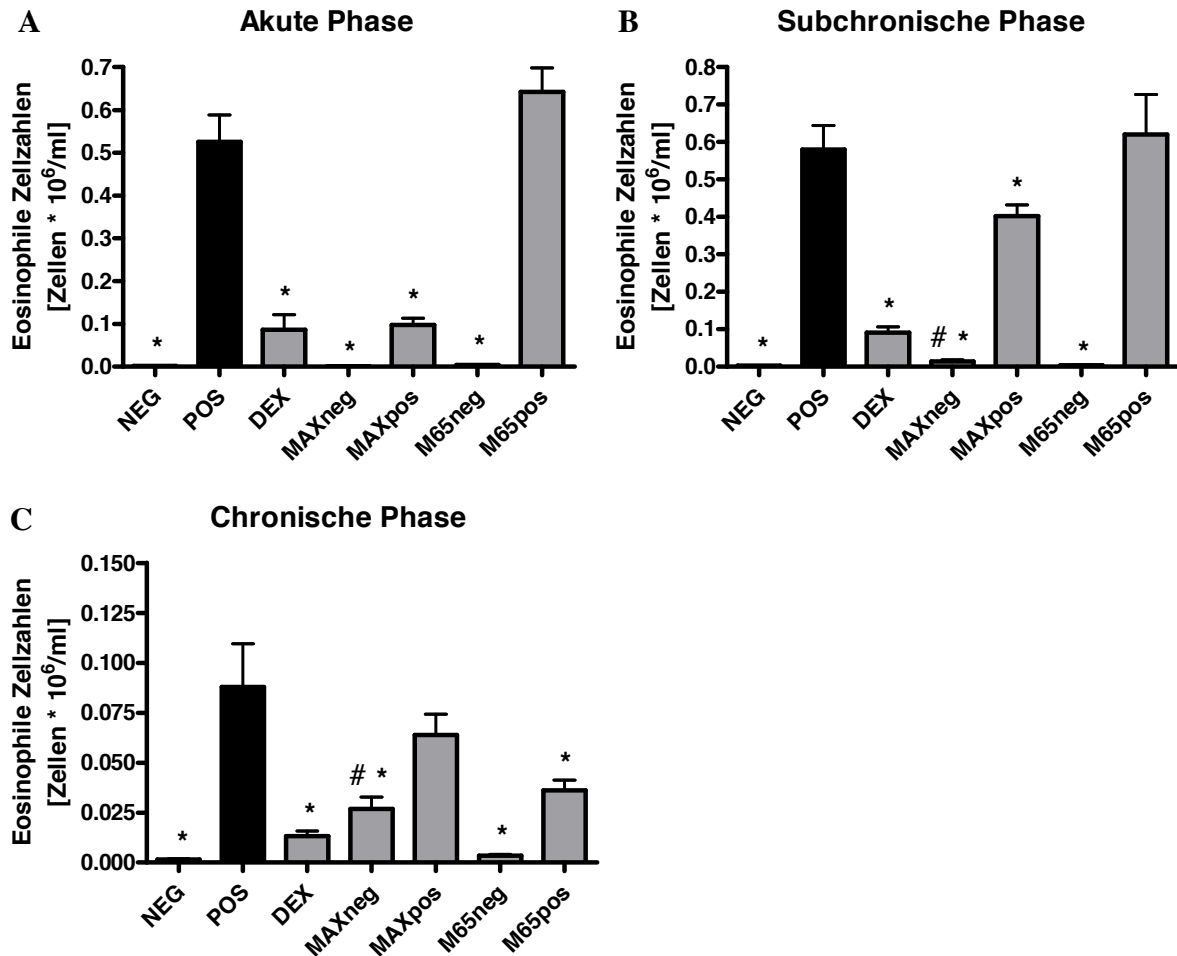 A Akute Phase
Eosinophile Zellzahlen
[Zellen * 10⁶/ml]
0.7
0.6
0.5
0.4
0.3
0.2
0.1
0.0
*
*
*
*
*
NEG
POS
DEX
MAXneg
MAXpos
M65neg
M65pos
B Subchronische Phase
Eosinophile Zellzahlen
[Zellen * 10⁶/ml]
0.8
0.7
0.6
0.5
0.4
0.3
0.2
0.1
0.0
*
*
# *
*
*
NEG
POS
DEX
MAXneg
MAXpos
M65neg
M65pos
C Chronische Phase
Eosinophile Zellzahlen
[Zellen * 10⁶/ml]
0.150
0.125
0.100
0.075
0.050
0.025
0.000
*
*
# *
*
*
NEG
POS
DEX
MAXneg
MAXpos
M65neg
M65pos